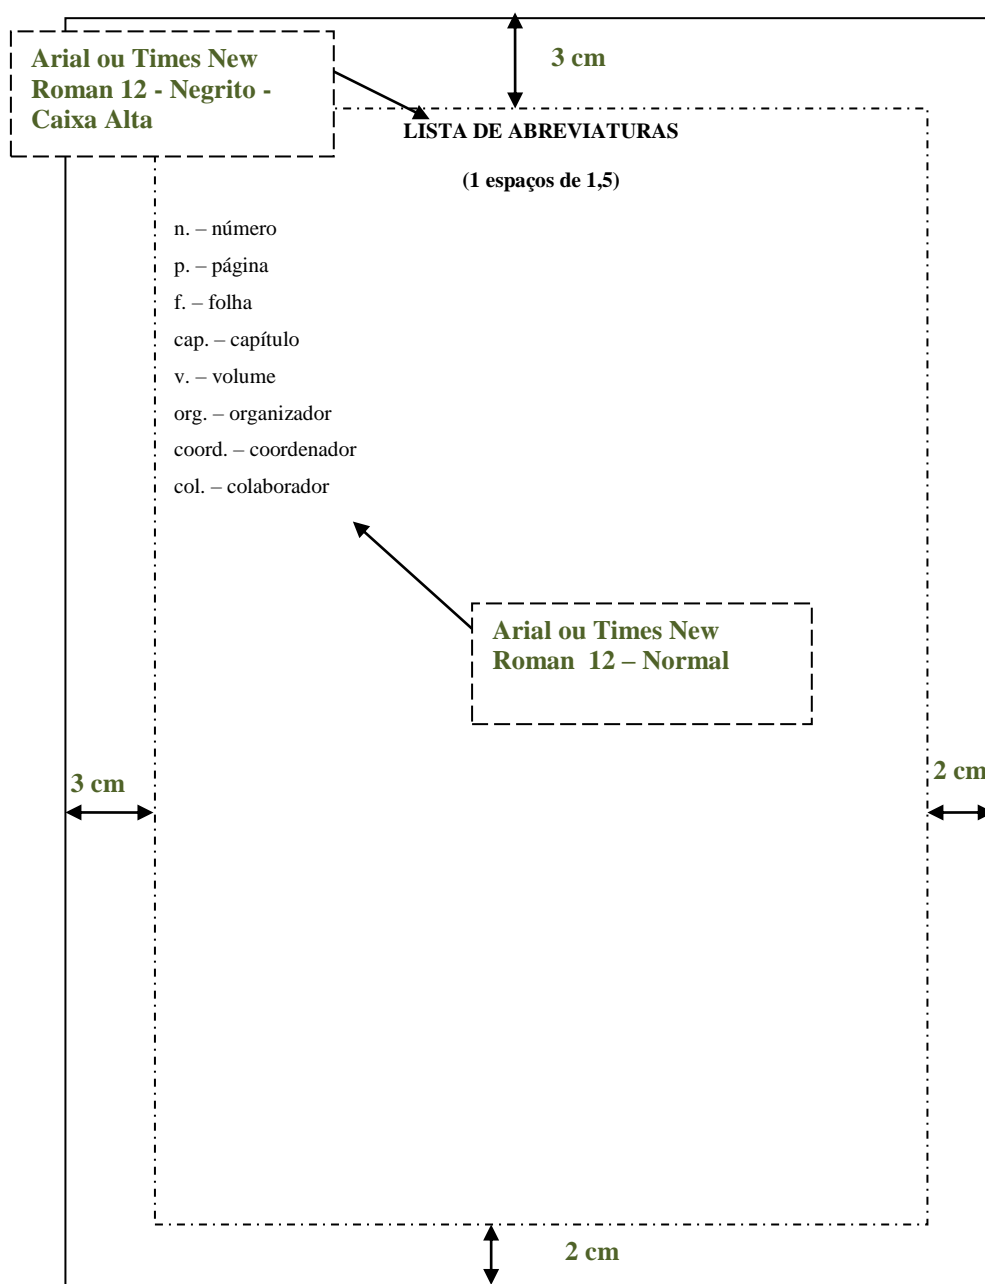 Arial ou Times New
Roman 12 - Negrito -
Caixa Alta
3 cm
LISTA DE ABREVIATURAS
(1 espaços de 1,5)
n. – número
p. – página
f. – folha
cap. – capítulo
v. – volume
org. – organizador
coord. – coordenador
col. – colaborador
Arial ou Times New
Roman  12 – Normal
3 cm
2 cm
2 cm